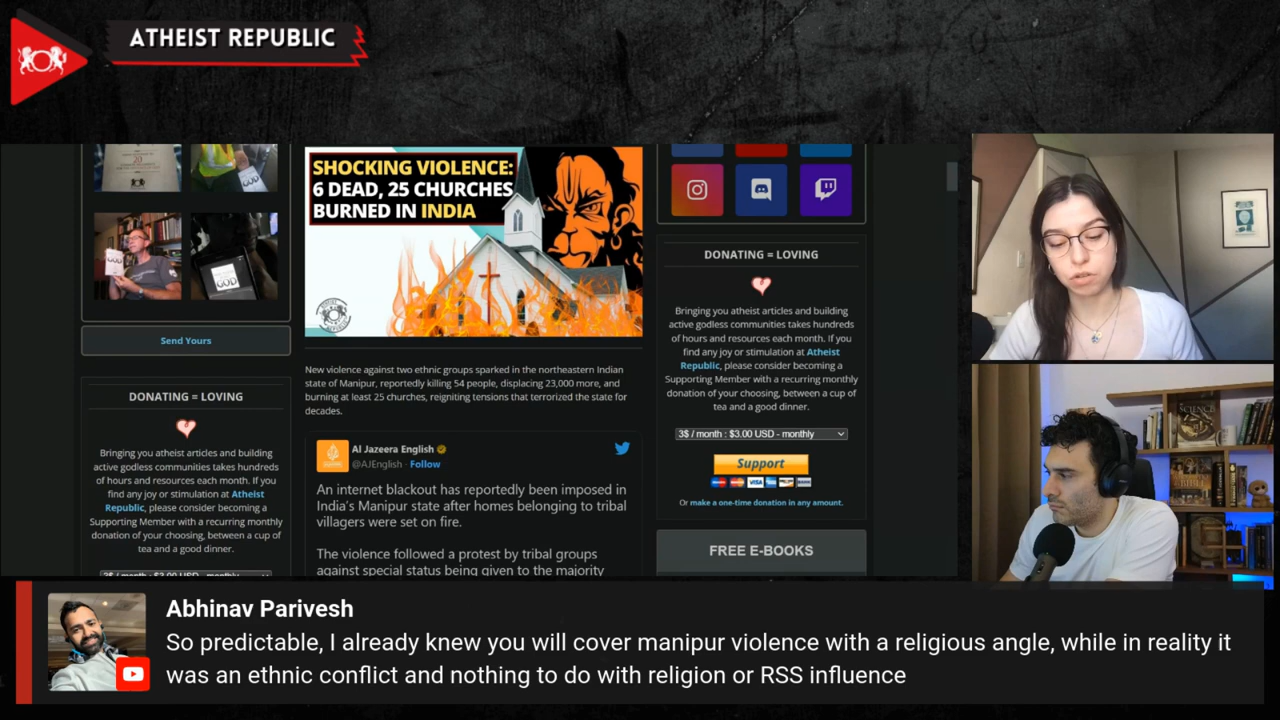 ATHEIST REPUBLIC
20
GOD
GOD
Send Yours
DONATING = LOVING
Bringing you atheist articles and building
active godless communities takes hundreds
of hours and resources each month. If you
find any joy or stimulation at Atheist
Republic, please consider becoming a
Supporting Member with a recurring monthly
donation of your choosing, between a cup of
tea and a good dinner.
3$ / month : $3.00 USD - monthly
SHOCKING VIOLENCE:
6 DEAD, 25 CHURCHES
BURNED IN INDIA
New violence against two ethnic groups sparked in the northeastern Indian
state of Manipur, reportedly killing 54 people, displacing 23,000 more, and
burning at least 25 churches, reigniting tensions that terrorized the state for
decades.
Al Jazeera English
@AJEnglish · Follow
An internet blackout has reportedly been imposed in
India's Manipur state after homes belonging to tribal
villagers were set on fire.
The violence followed a protest by tribal groups
against special status being given to the majority
DONATING = LOVING
Bringing you atheist articles and building
active godless communities takes hundreds
of hours and resources each month. If you
find any joy or stimulation at Atheist
Republic, please consider becoming a
Supporting Member with a recurring monthly
donation of your choosing, between a cup of
tea and a good dinner.
3$ / month : $3.00 USD - monthly
Support
VISA
Or make a one-time donation in any amount.
FREE E-BOOKS
SCIENCE
Abhinav Parivesh
So predictable, I already knew you will cover manipur violence with a religious angle, while in reality it
was an ethnic conflict and nothing to do with religion or RSS influence